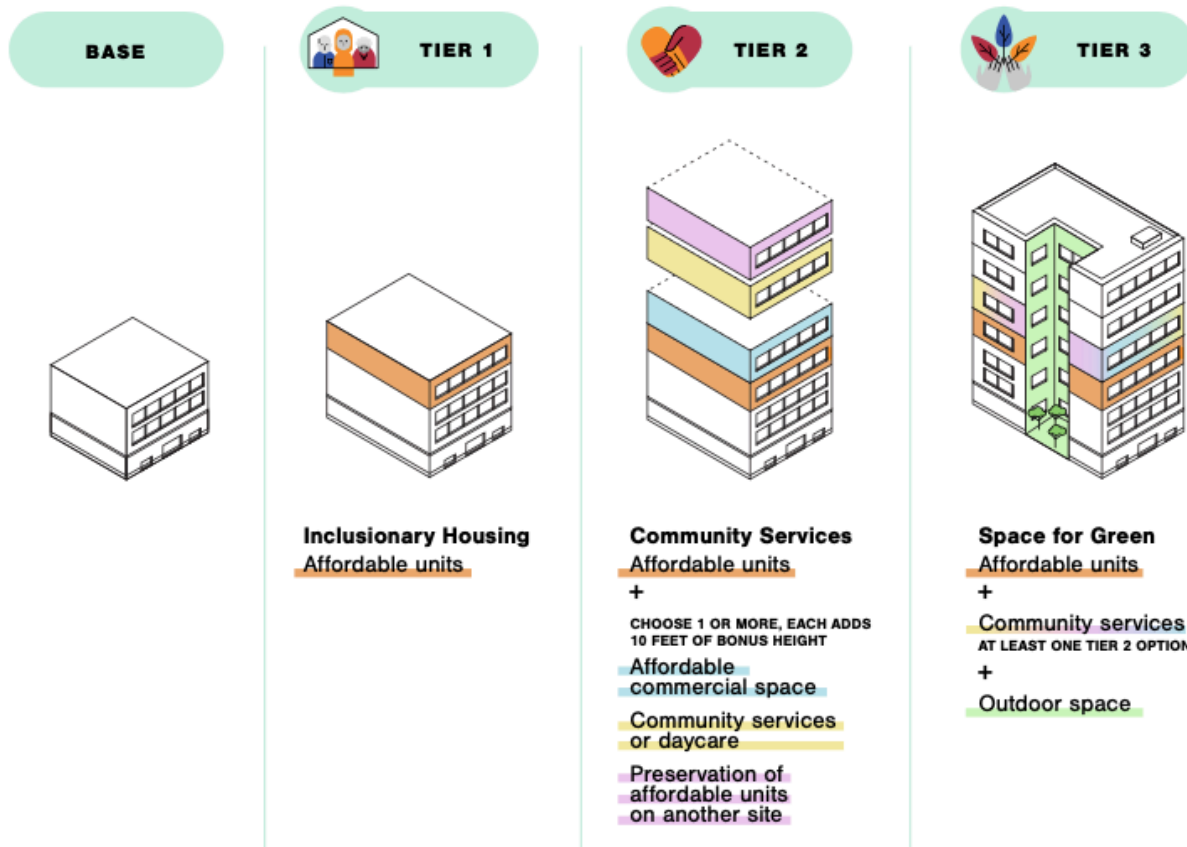 BASE
TIER 1
TIER 2
TIER 3
Inclusionary Housing
Affordable units
Community Services
Affordable units
+
CHOOSE 1 OR MORE, EACH ADDS
10 FEET OF BONUS HEIGHT
Affordable
commercial space
Community services
or daycare
Preservation of
affordable units
on another site
Space for Green
Affordable units
+
Community services
AT LEAST ONE TIER 2 OPTION
+
Outdoor space